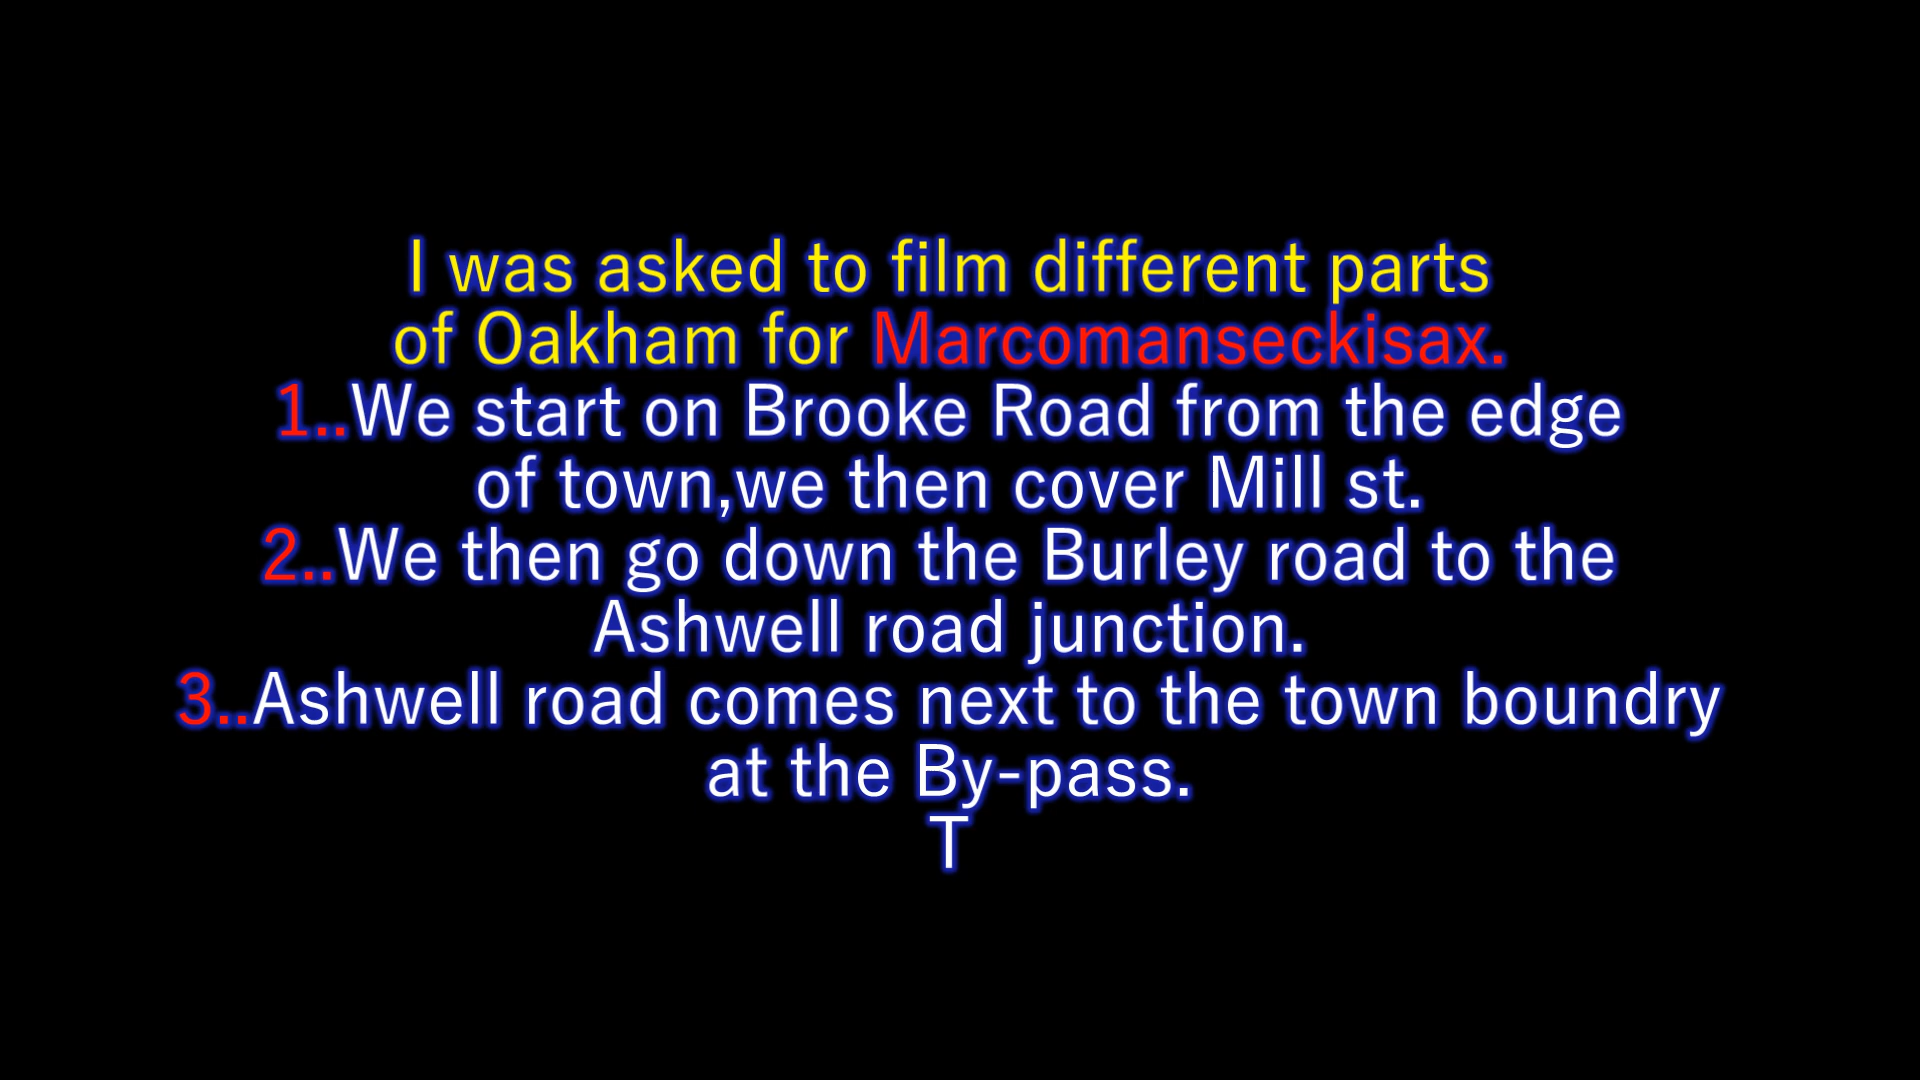 I was asked to film different parts
of Oakham for Marcomanseckisax.
1..We start on Brooke Road from the edge
of town,we then cover Mill st.
2..We then go down the Burley road to the
Ashwell road junction.
3..Ashwell road comes next to the town boundry
at the By-pass.
T